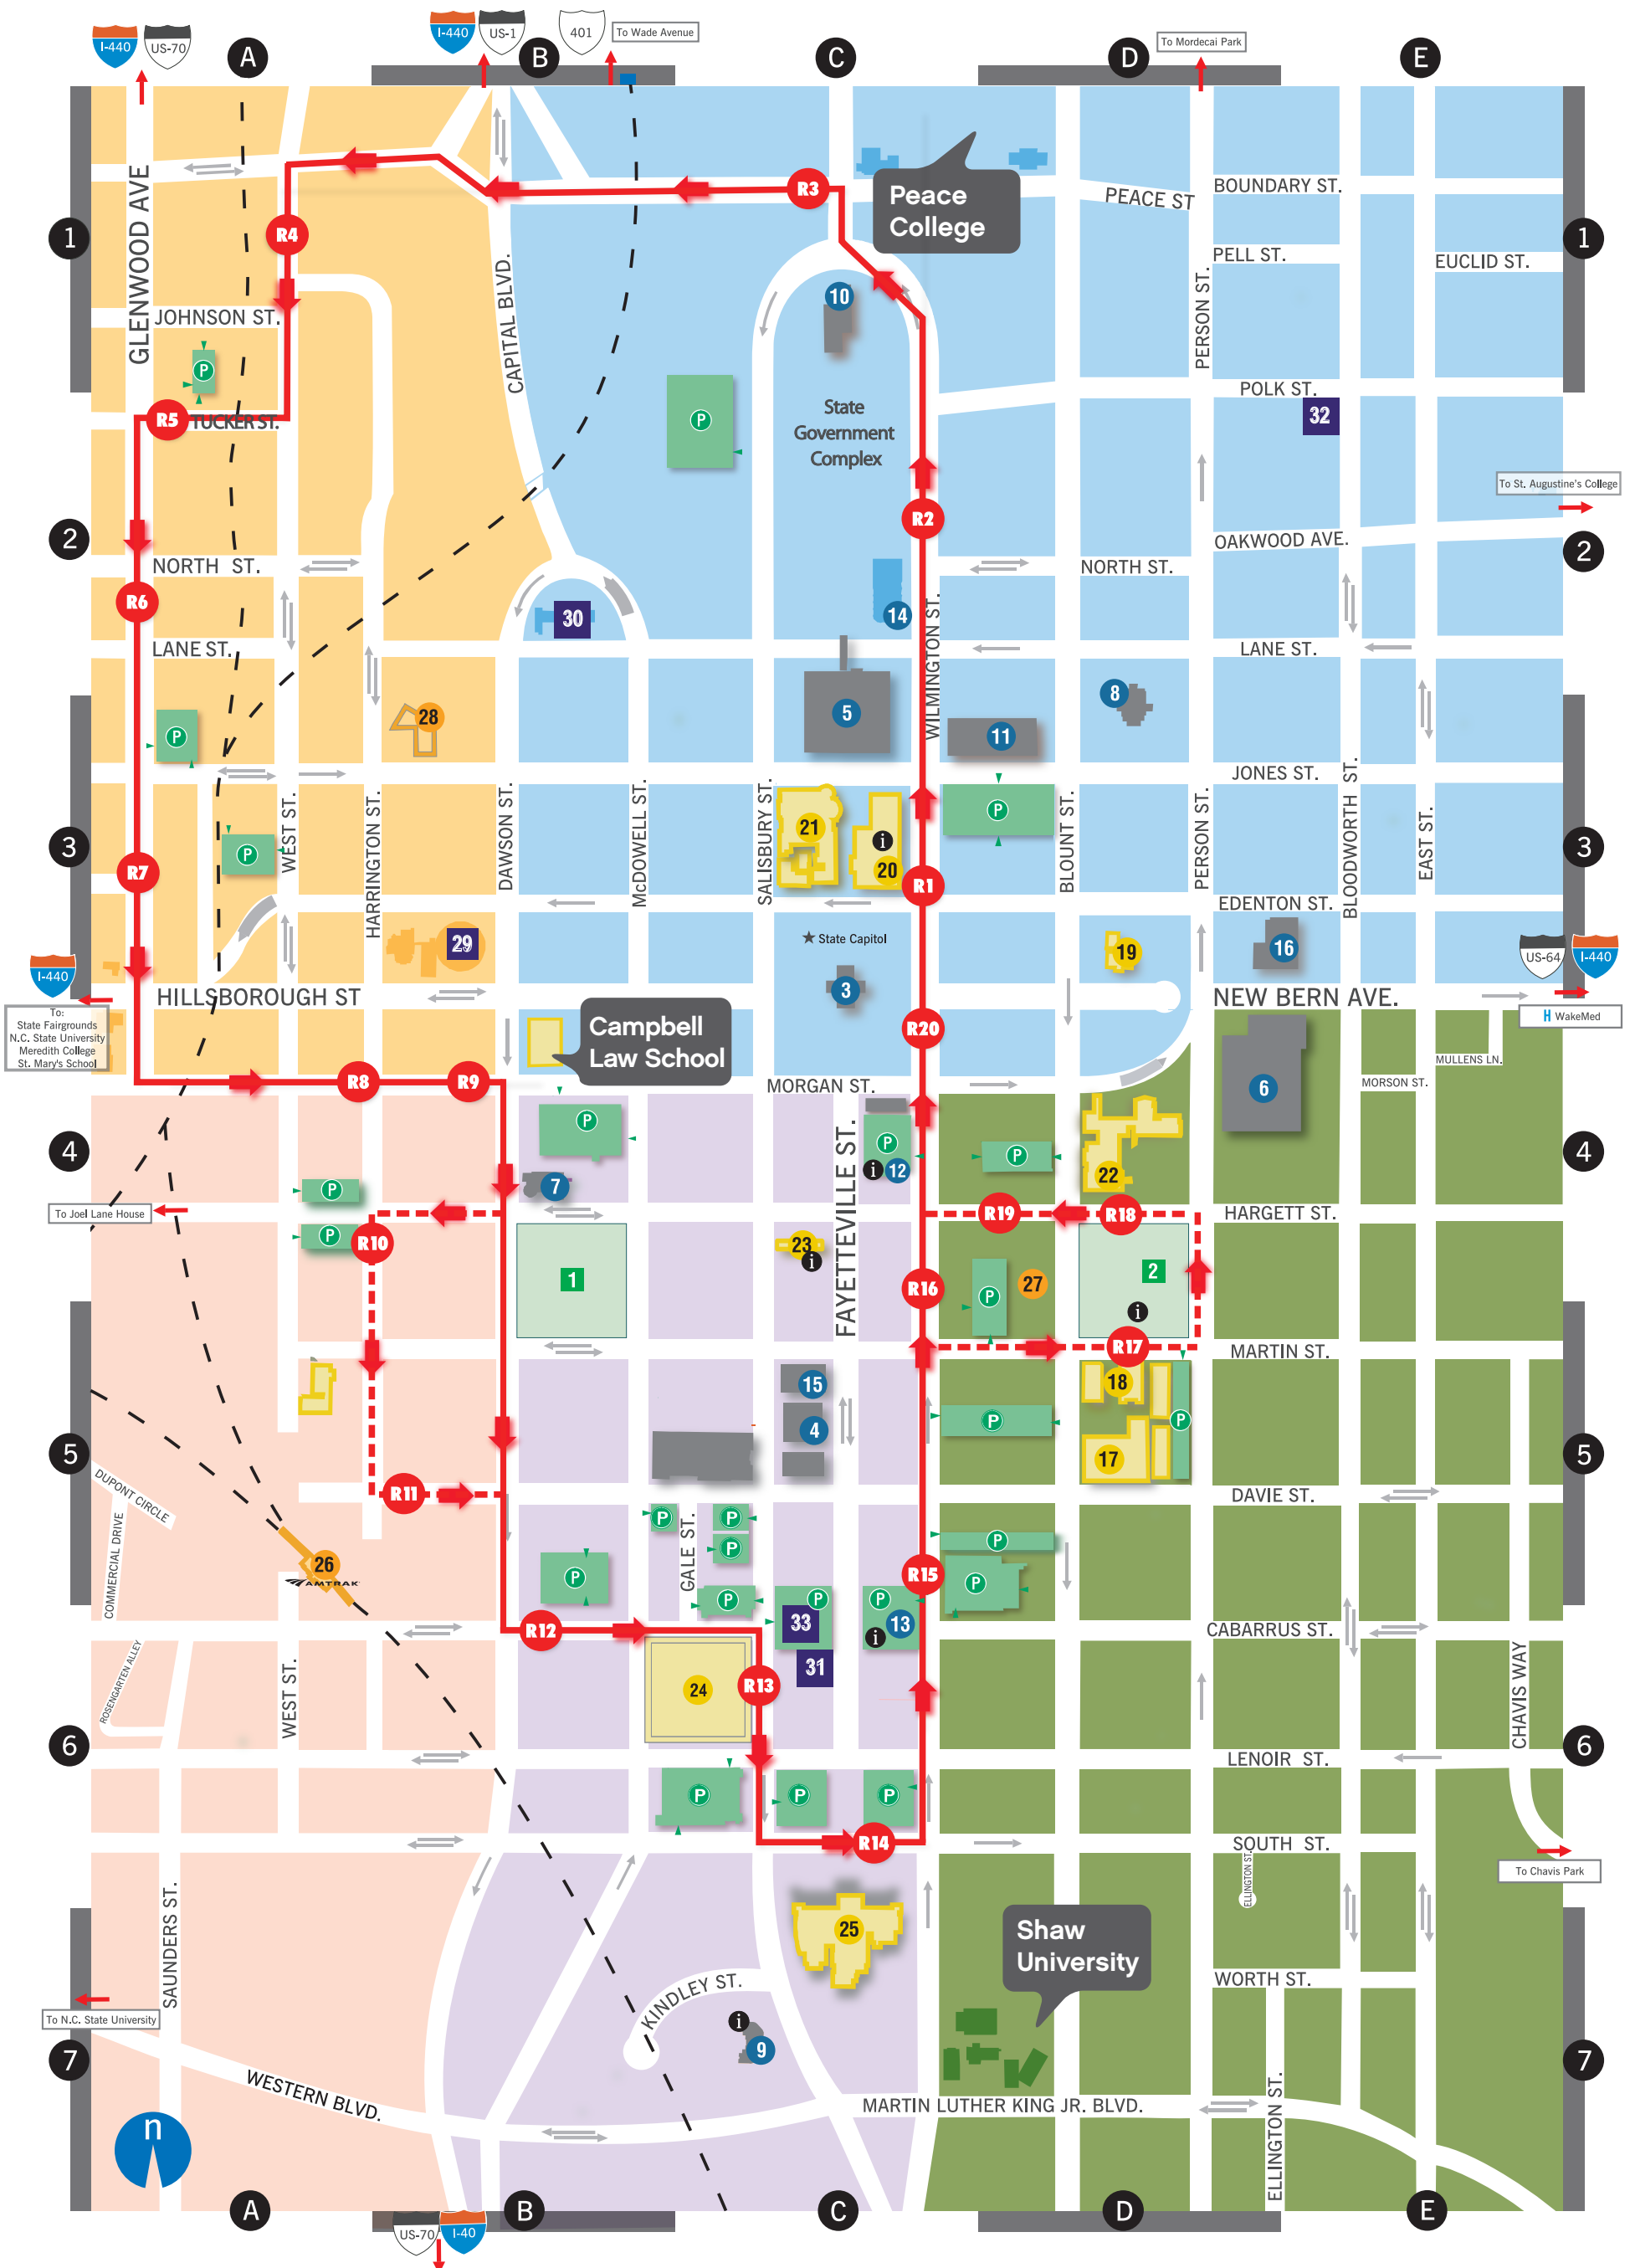 I-440
US-70
A
I-440
US-1
B
401
To Wade Avenue
C
D
To Mordecai Park
E
GLENWOOD AVE
R3
Peace
College
PEACE ST
BOUNDARY ST.
1
R4
PELL ST.
EUCLID ST.
1
CAPITAL BLVD.
10
PERSON ST.
JOHNSON ST.
P
State
Government
Complex
P
POLK ST.
32
R5
TUCKER ST.
To St. Augustine's College
2
R2
OAKWOOD AVE.
2
NORTH ST.
NORTH ST.
R6
30
14
WILMINGTON ST.
LANE ST.
LANE ST.
28
5
8
11
P
JONES ST.
WEST ST.
HARRINGTON ST.
DAWSON ST.
McDOWELL ST.
SALISBURY ST.
21
i
20
P
BLOUNT ST.
PERSON ST.
BLOODWORTH ST.
EAST ST.
3
R7
P
R1
3
EDENTON ST.
29
State Capitol
19
16
I-440
US-64
I-440
HILLSBOROUGH ST
3
NEW BERN AVE.
To:
State Fairgrounds
N.C. State University
Meredith College
St. Mary's School
Campbell
Law School
R20
H WakeMed
MULLENS LN.
R8
R9
MORGAN ST.
6
MORSON ST.
4
P
FAYETTEVILLE ST.
P
i
12
P
22
4
P
7
To Joel Lane House
R19
R18
HARGETT ST.
P
R10
1
23
i
R16
P
27
2
i
R17
MARTIN ST.
15
18
4
P
P
5
17
5
DUPONT CIRCLE
R11
DAVIE ST.
COMMERCIAL DRIVE
P
GALE ST.
P
P
P
26
AMTRAK
P
R15
P
P
P
P
33
13
i
R12
CABARRUS ST.
ROSENGARTEN ALLEY
WEST ST.
24
R13
31
CHAVIS WAY
6
6
LENOIR ST.
P
P
P
R14
SOUTH ST.
ELLINGTON ST.
To Chavis Park
SAUNDERS ST.
25
Shaw
University
KINDLEY ST.
WORTH ST.
To N.C. State University
i
9
7
7
WESTERN BLVD.
MARTIN LUTHER KING JR. BLVD.
ELLINGTON ST.
n
A
B
C
D
E
US-70
I-40